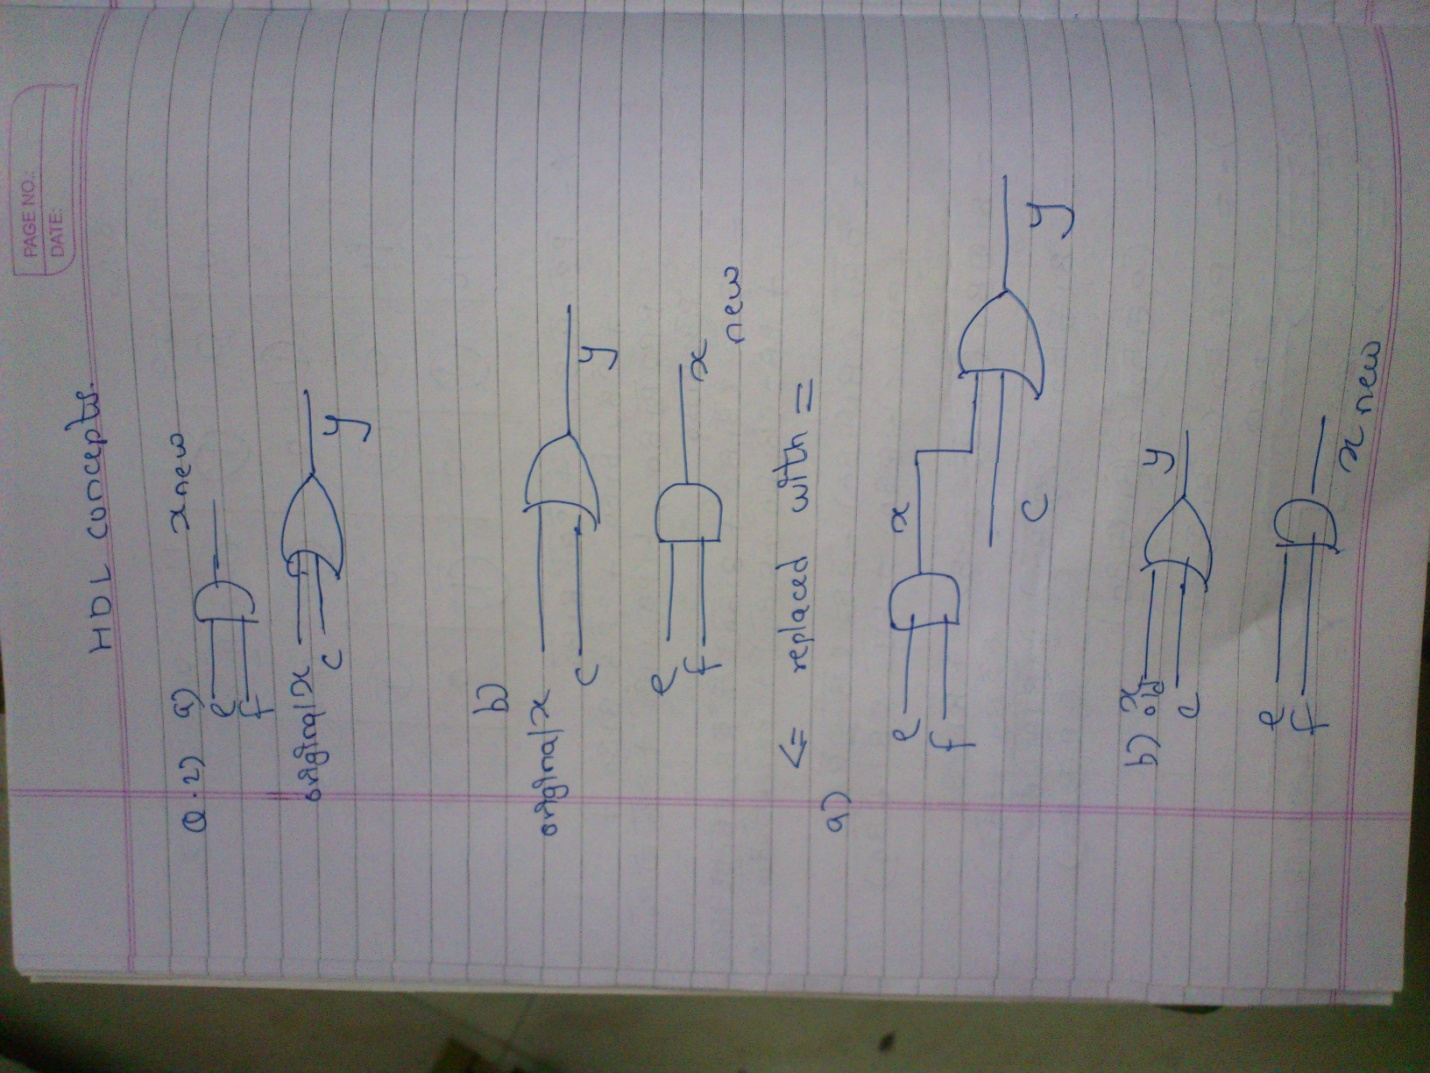 PAGE NO.:
DATE:
HDL concepts.
Q.2) a)
e
x new
f
original x
y
c
b)
original x
y
c
e
x
new
f
<= replaced with =
a)
e
x
f
y
c
b) x
old
y
c
e
f
x new